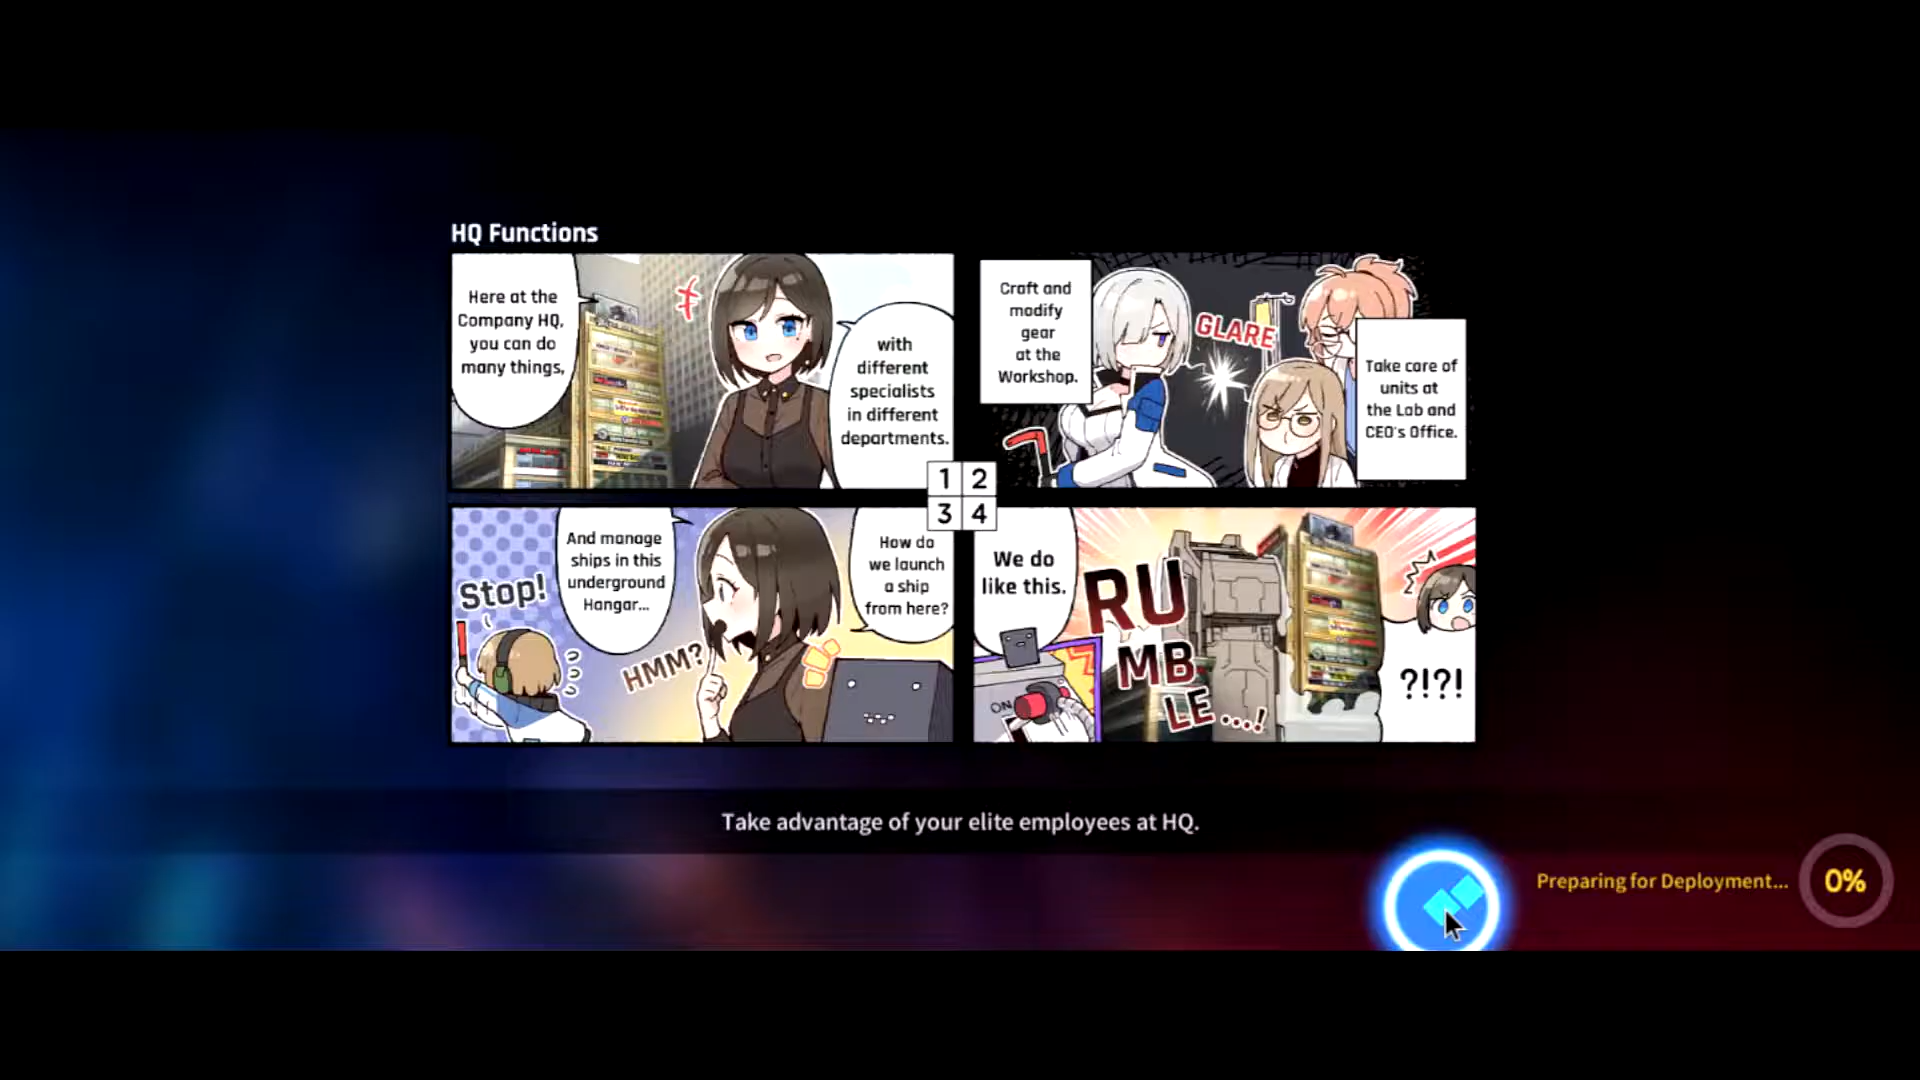 HQ Functions
Here at the
Company HQ,
you can do
many things,
with
different
specialists
in different
departments.
Craft and
modify
gear
at the
Workshop.
GLARE
Take care of
units at
the Lab and
CEO's Office.
1 2
3 4
Stop!
And manage
ships in this
underground
Hangar...
HMM?
How do
we launch
a ship
from here?
We do
like this.
ON
RU
MB
LE...!
?!?!
Take advantage of your elite employees at HQ.
Preparing for Deployment...
0%